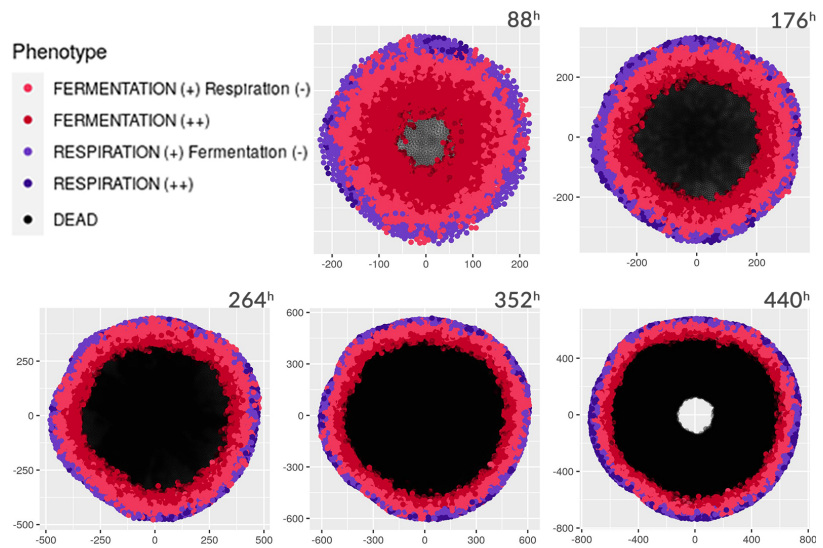 Phenotype
FERMENTATION (+) Respiration (-)
FERMENTATION (++)
RESPIRATION (+) Fermentation (-)
RESPIRATION (++)
DEAD
88h
-200 -100 0 100 200
176h
200
0
-200
-200 0 200
264h
250
0
-250
-500
-500 -250 0 250 500
352h
600
300
0
-300
-600
-600 -300 0 300 600
440h
400
0
-400
-800
-800 -400 0 400 800